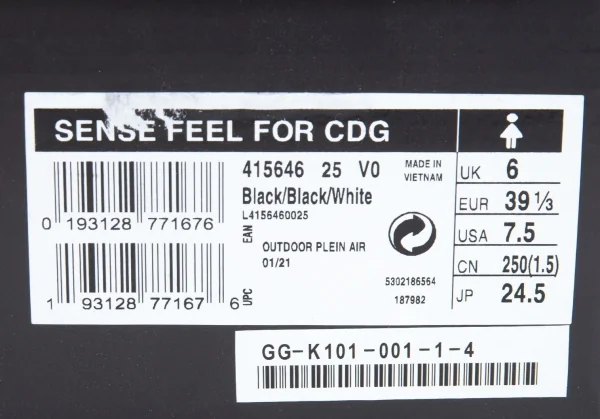 SENSE FEEL FOR CDG
415646 25 V0
Black/Black/White
L4156460025
MADE IN
VIETNAM
EAN
OUTDOOR PLEIN AIR
01/21
5302186564
187982
0 193128 771676
1 93128 77167 6
UPC
UK 6
EUR 39 ⅓
USA 7.5
CN 250(1.5)
JP 24.5
GG-K101-001-1-4